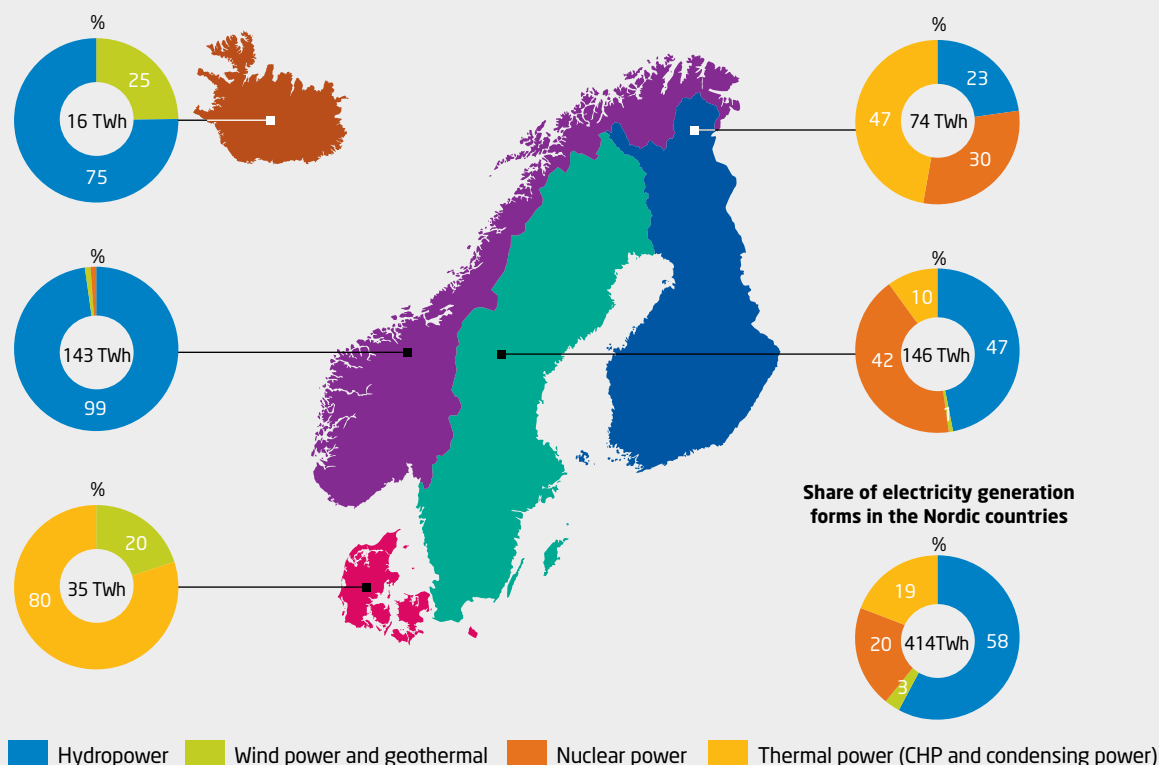 %
25
16 TWh
75
%
23
47
74 TWh
30
%
143 TWh
99
%
10
47
42
146 TWh
1
%
20
35 TWh
80
Share of electricity generation
forms in the Nordic countries
%
19
58
20
414TWh
3
Hydropower
Wind power and geothermal
Nuclear power
Thermal power (CHP and condensing power)